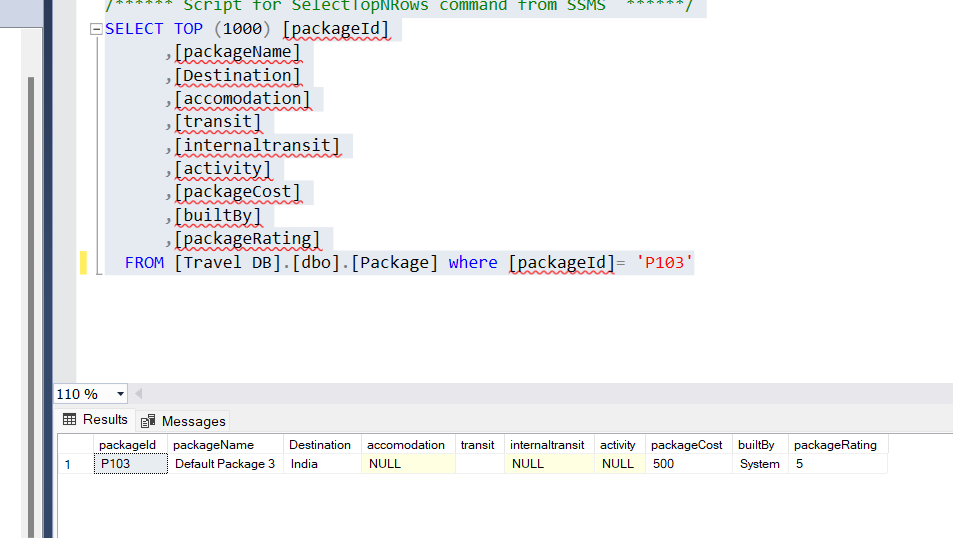 /****** Script for SelectTopNRows command from SSMS  ******/
SELECT TOP (1000) [packageId]
,[packageName]
,[Destination]
,[accomodation]
,[transit]
,[internaltransit]
,[activity]
,[packageCost]
,[builtBy]
,[packageRating]
FROM [Travel DB].[dbo].[Package] where [packageId]= 'P103'
110 %
Results Messages
packageId packageName Destination accomodation transit internaltransit activity packageCost builtBy packageRating
1 P103 Default Package 3 India NULL NULL NULL 500 System 5